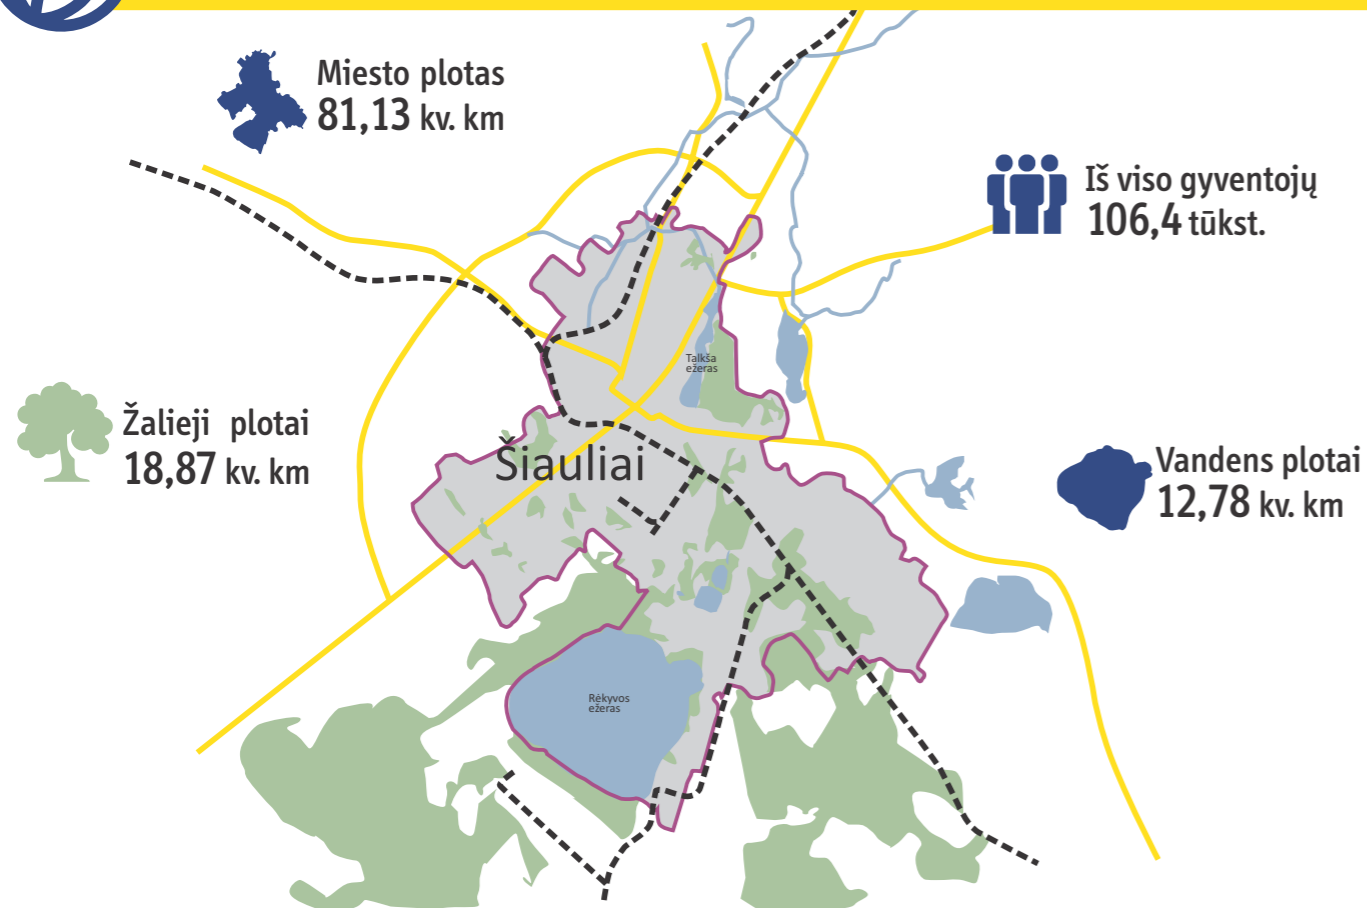 Miesto plotas
81,13 kv. km
Iš viso gyventojų
106,4 tūkst.
Talkša
ežeras
Žalieji plotai
18,87 kv. km
Šiauliai
Vandens plotai
12,78 kv. km
Rėkyvos
ežeras